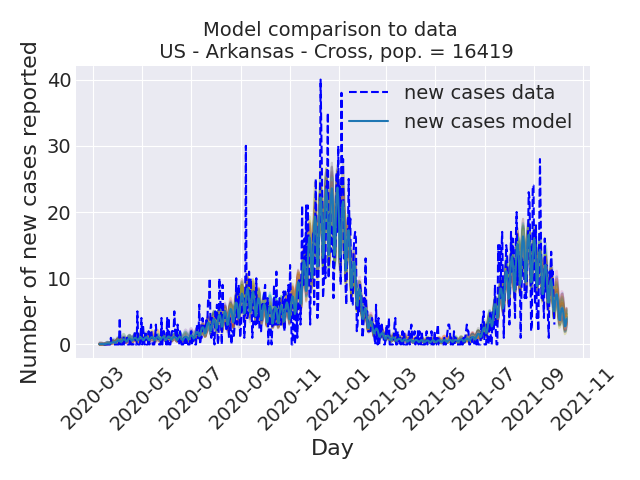 Model comparison to data
US - Arkansas - Cross, pop. = 16419
Number of new cases reported
40
30
20
10
0
new cases data
new cases model
2020-03
2020-05
2020-07
2020-09
2020-11
2021-01
2021-03
2021-05
2021-07
2021-09
2021-11
Day